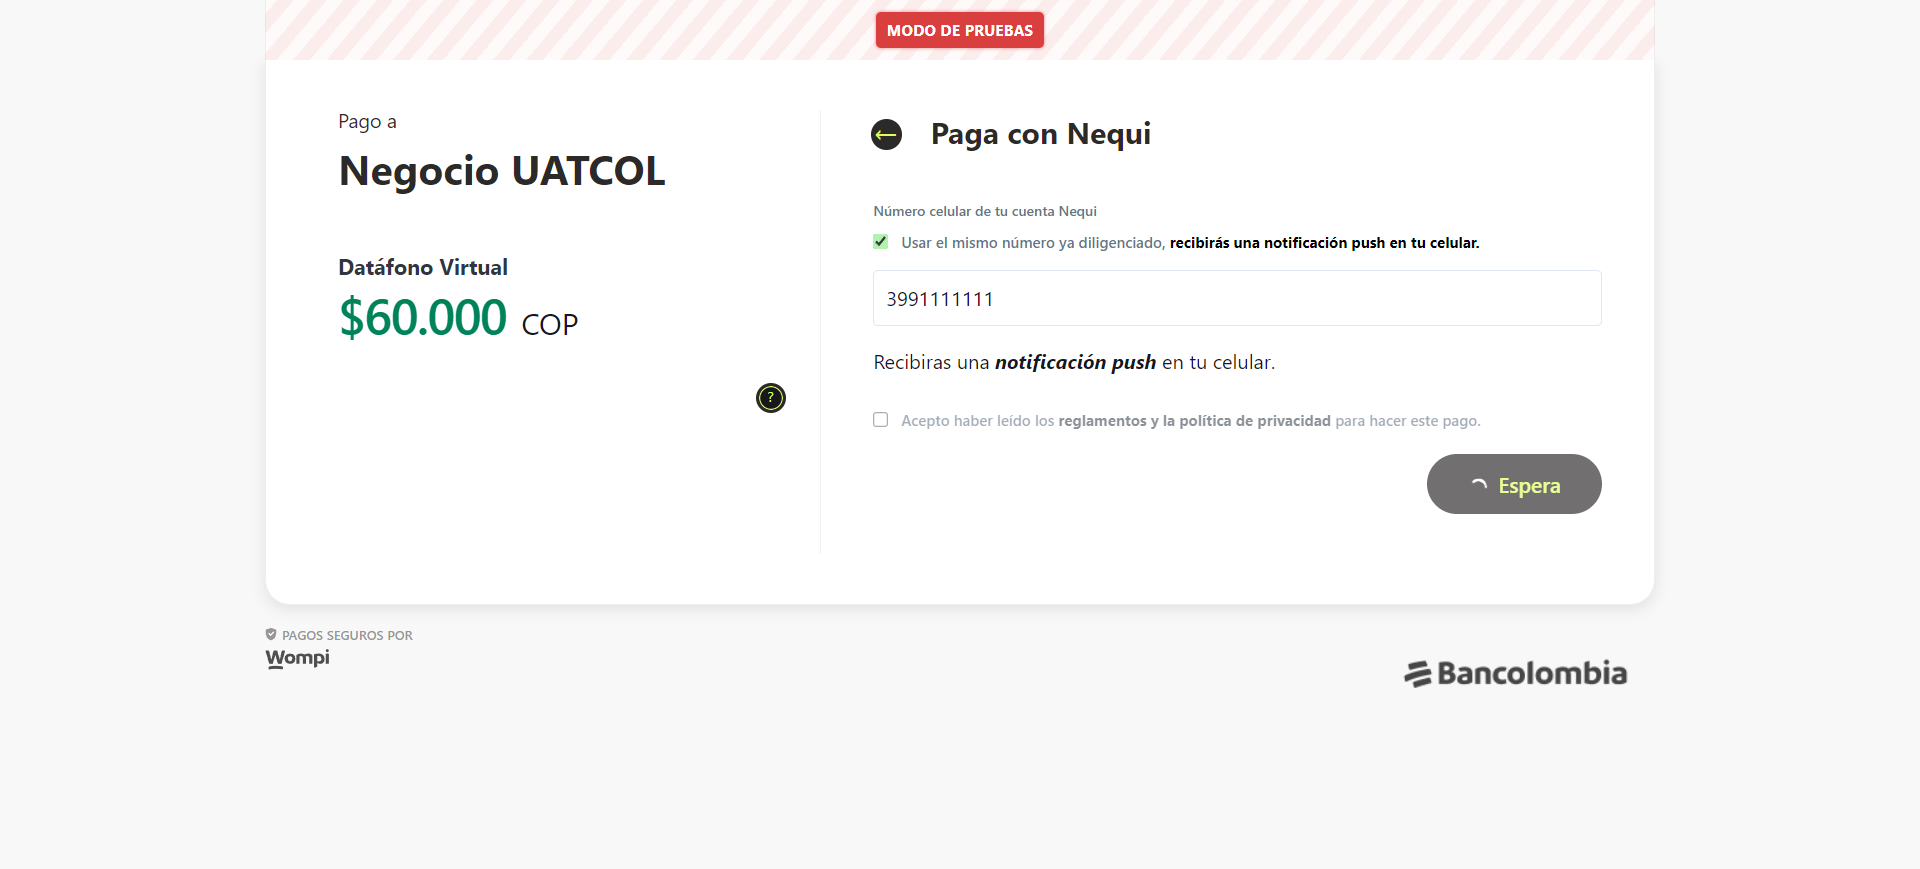 MODO DE PRUEBAS
Pago a
Negocio UATCOL
Datáfono Virtual
$60.000 COP
?
Paga con Nequi
Número celular de tu cuenta Nequi
Usar el mismo número ya diligenciado, recibirás una notificación push en tu celular.
3991111111
Recibiras una notificación push en tu celular.
Acepto haber leído los reglamentos y la política de privacidad para hacer este pago.
Espera
PAGOS SEGUROS POR
Wompi
Bancolombia